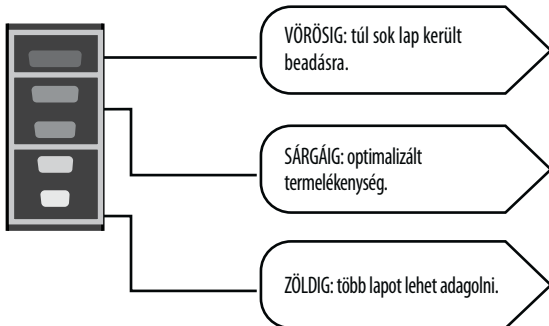 VÖRÖSIG: túl sok lap került
beadásra.
SÁRGÁIG: optimalizált
termelékenység.
ZÖLDIG: több lapot lehet adagolni.